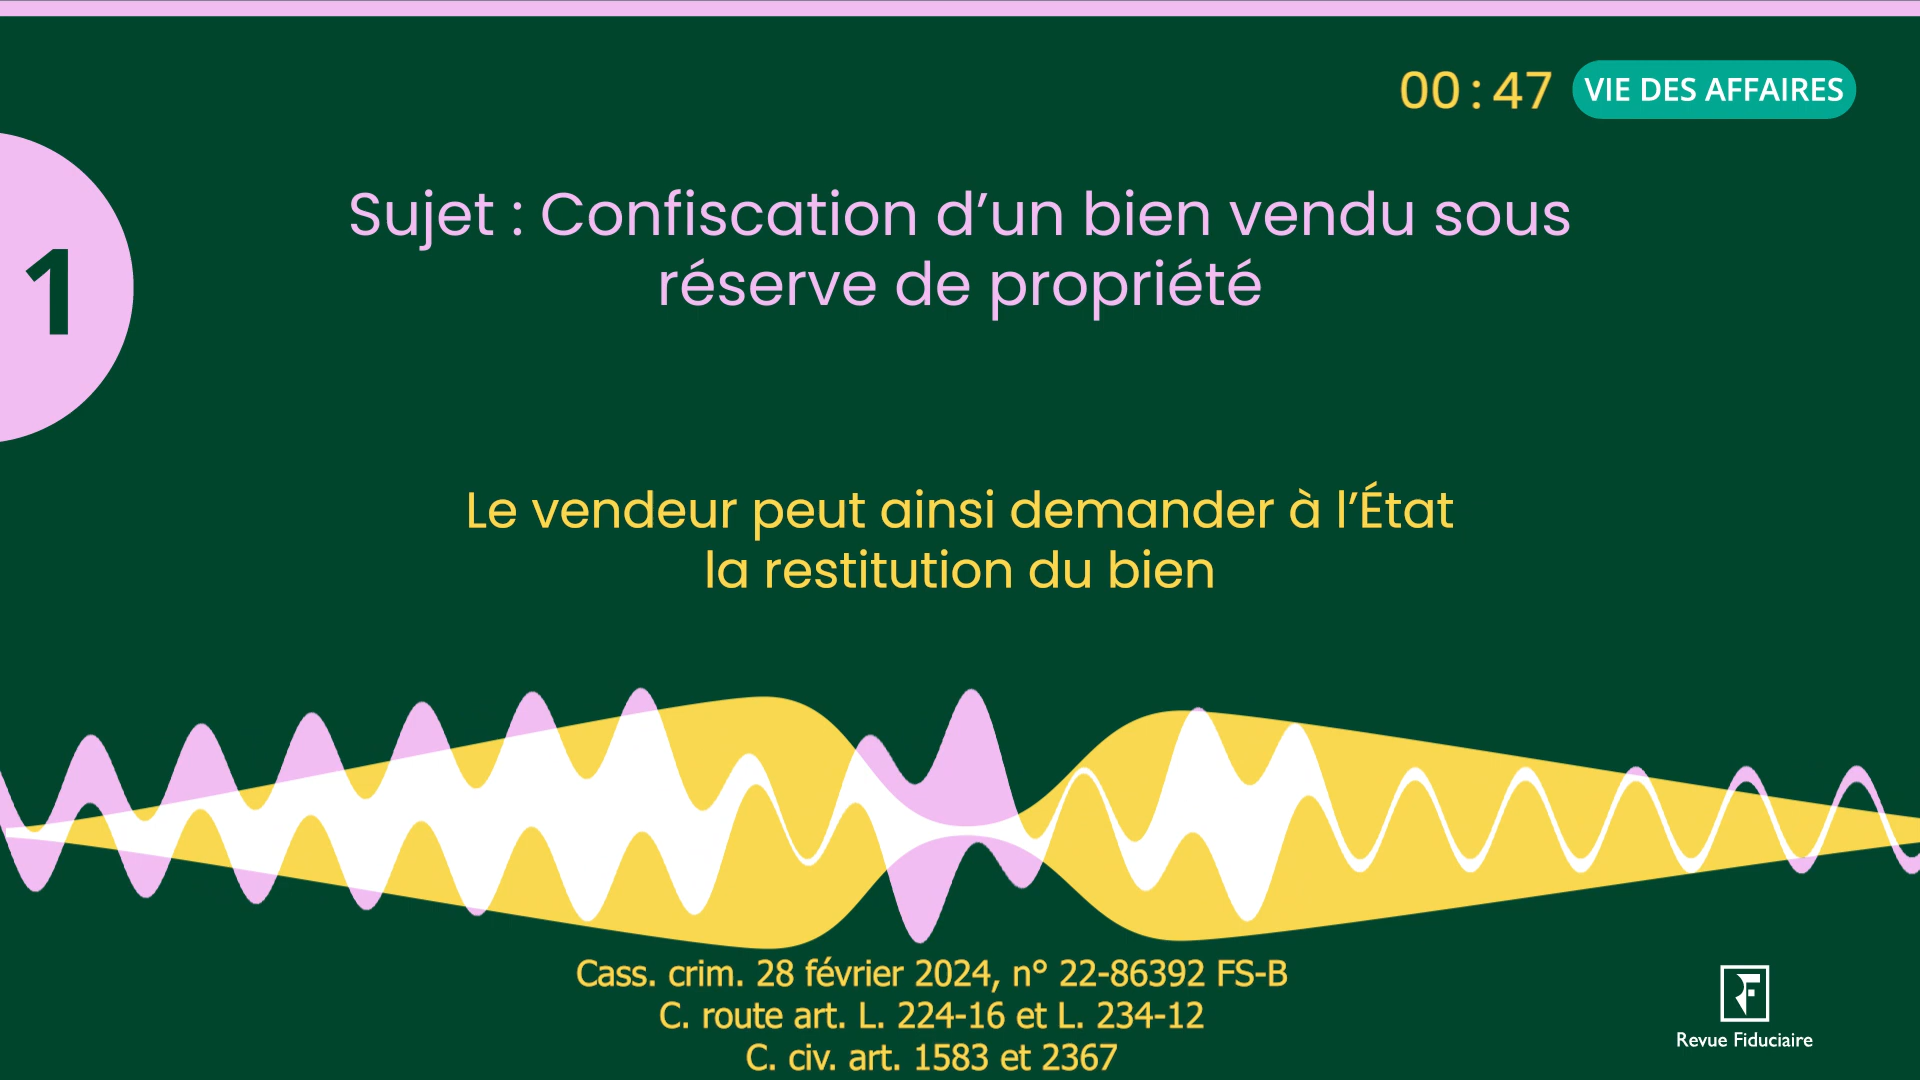 00:47
VIE DES AFFAIRES
1
Sujet : Confiscation d’un bien vendu sous
réserve de propriété
Le vendeur peut ainsi demander à l’État
la restitution du bien
Cass. crim. 28 février 2024, n° 22-86392 FS-B
C. route art. L. 224-16 et L. 234-12
C. civ. art. 1583 et 2367
Revue Fiduciaire